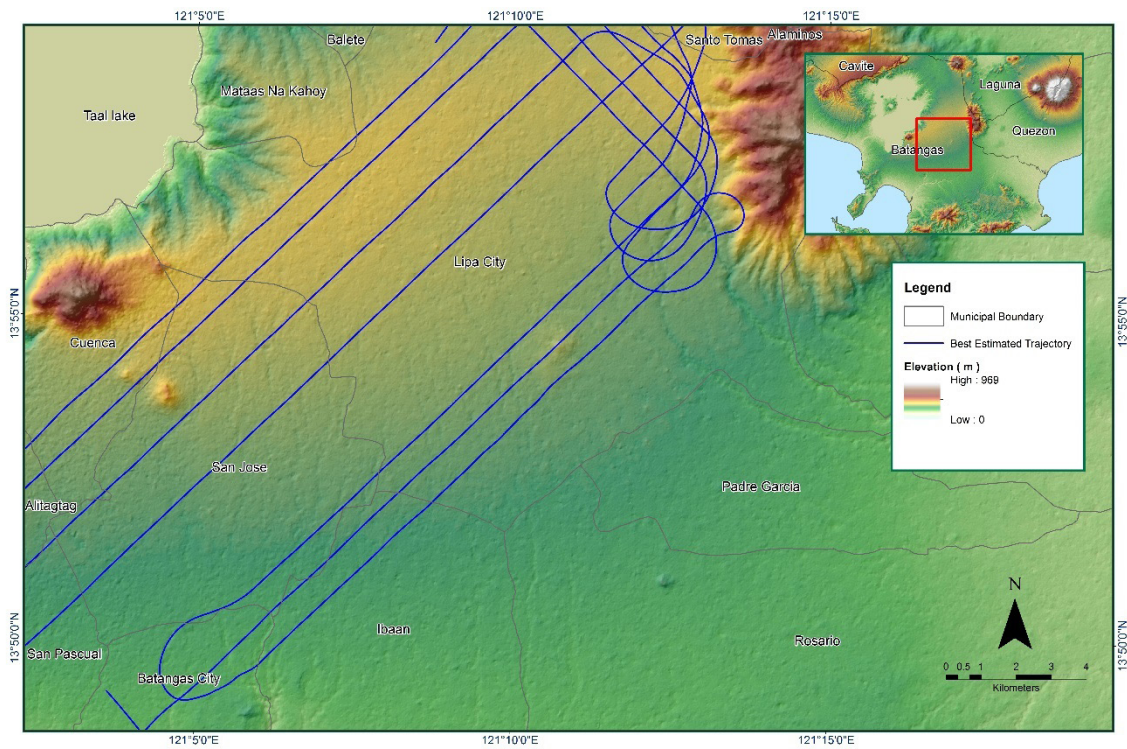 121°5'0"E
121°10'0"E
121°15'0"E
Balete
Santo Tomas
Alaminos
Mataas Na Kahoy
Taal lake
Cavite
Laguna
Quezon
Batangas
Lipa City
13°55'0"N
13°55'0"N
Cuenca
Legend
Municipal Boundary
Best Estimated Trajectory
Elevation ( m )
High : 969
Low : 0
San Jose
Padre Garcia
Alitagtag
N
Ibaan
Rosario
13°50'0"N
13°50'0"N
San Pascual
Batangas City
0 0.5 1 2 3 4
Kilometers
121°5'0"E
121°10'0"E
121°15'0"E